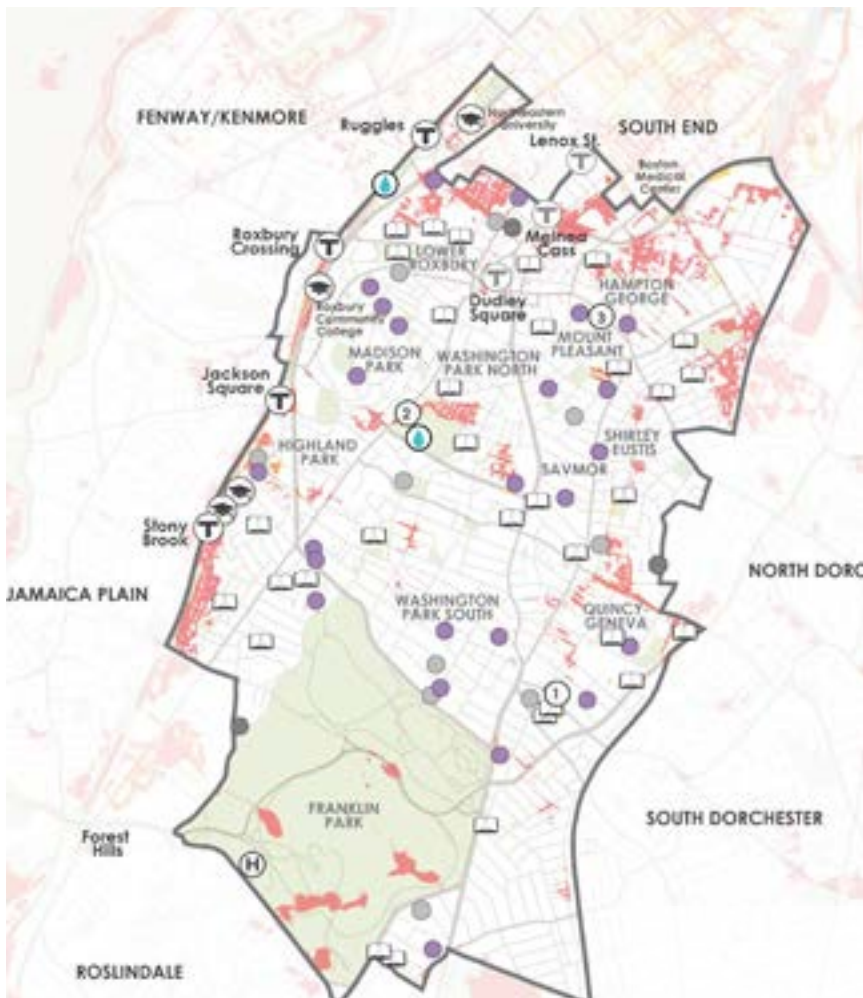 FENWAY/KENMORE
Ruggles
Northeastern
University
SOUTH END
Lenox St.
Boston
Medical
Center
Roxbury
Crossing
Melnea
Cass
LOWER
ROXBURY
Dudley
Square
HAMPTON
GEORGE
Roxbury
Community
College
3
MOUNT
PLEASANT
MADISON
PARK
WASHINGTON
PARK NORTH
Jackson
Square
2
HIGHLAND
PARK
SHIRLEY
EUSTIS
SAVMOR
Stony
Brook
NORTH DORC
JAMAICA PLAIN
WASHINGTON
PARK SOUTH
QUINCY
GENEVA
1
FRANKLIN
PARK
SOUTH DORCHESTER
Forest
Hills
H
ROSLINDALE
T
T
T
T
T
T
T